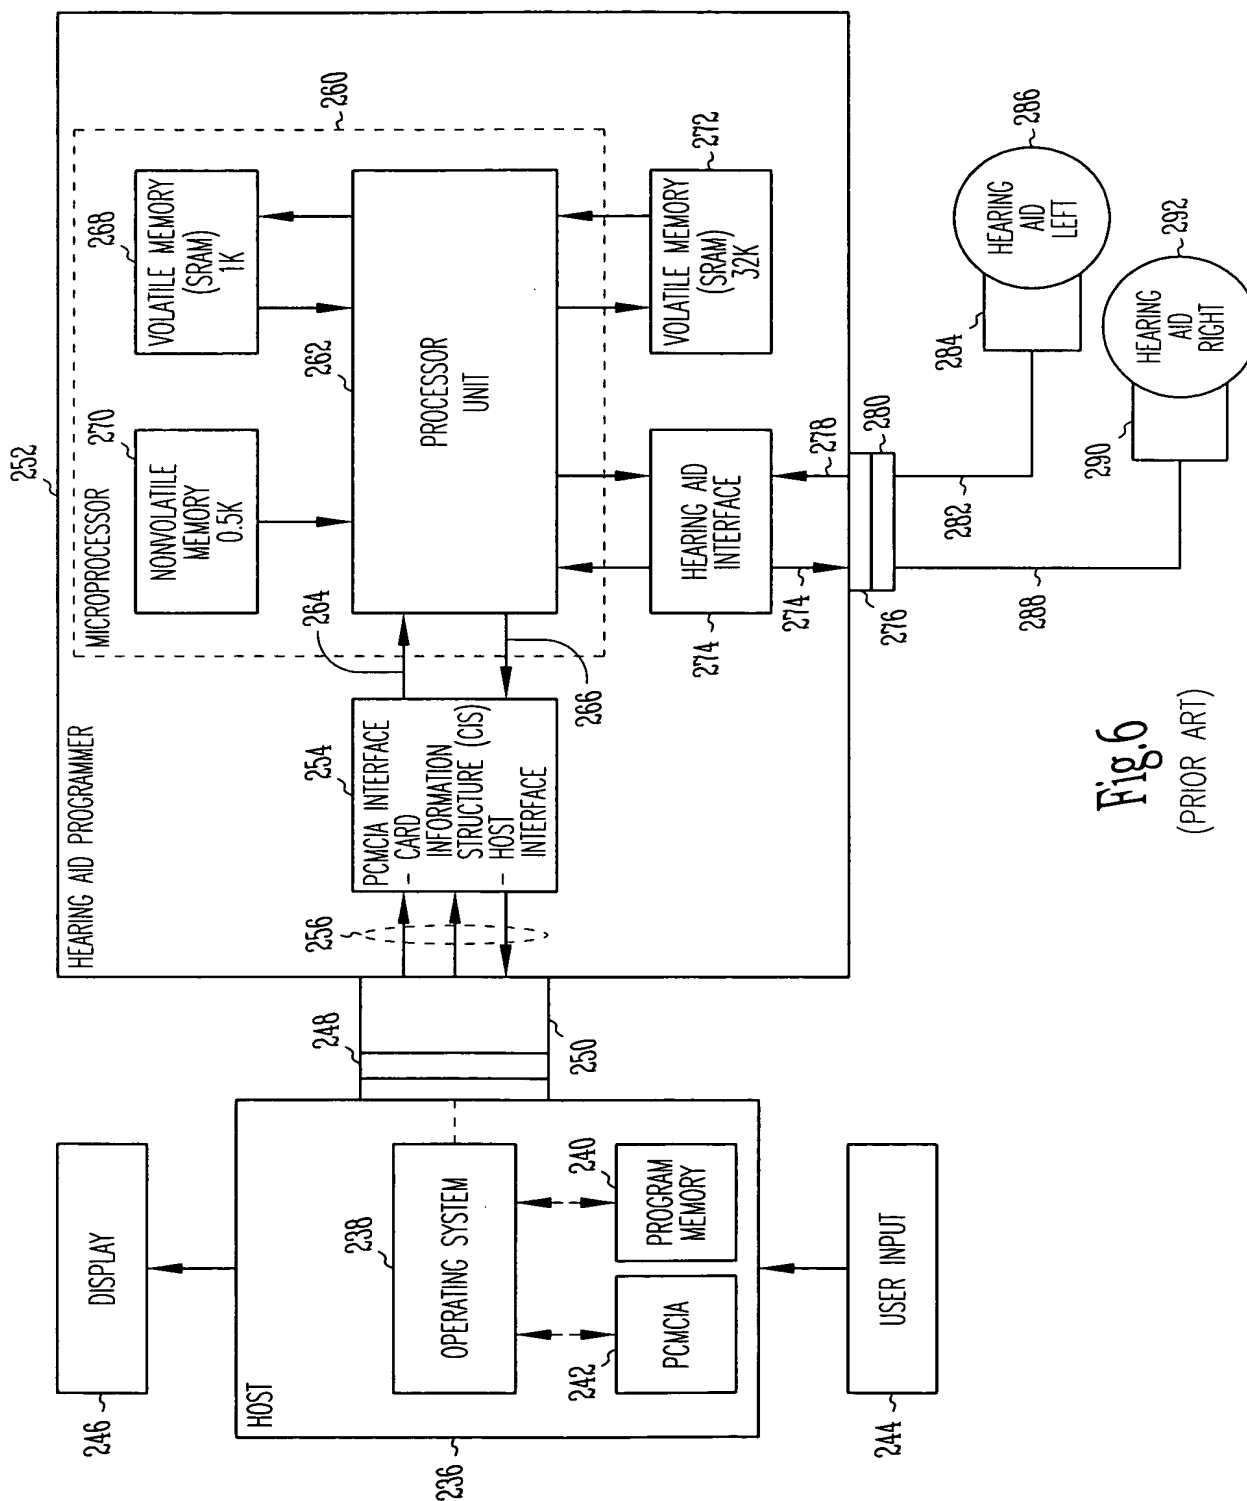 246
DISPLAY
HOST
236
238
OPERATING SYSTEM
242
PCMCIA
240
PROGRAM
MEMORY
244
USER INPUT
248
250
252
HEARING AID PROGRAMMER
256
254
PCMCIA INTERFACE
- CARD
INFORMATION
STRUCTURE (CIS)
- HOST
INTERFACE
264
266
MICROPROCESSOR
260
270
NONVOLATILE
MEMORY
0.5K
268
VOLATILE MEMORY
(SRAM)
1K
262
PROCESSOR
UNIT
274
HEARING AID
INTERFACE
272
VOLATILE MEMORY
(SRAM)
32K
274
278
276
280
282
288
284
HEARING
AID
LEFT
286
290
HEARING
AID
RIGHT
292
Fig.6
(PRIOR ART)